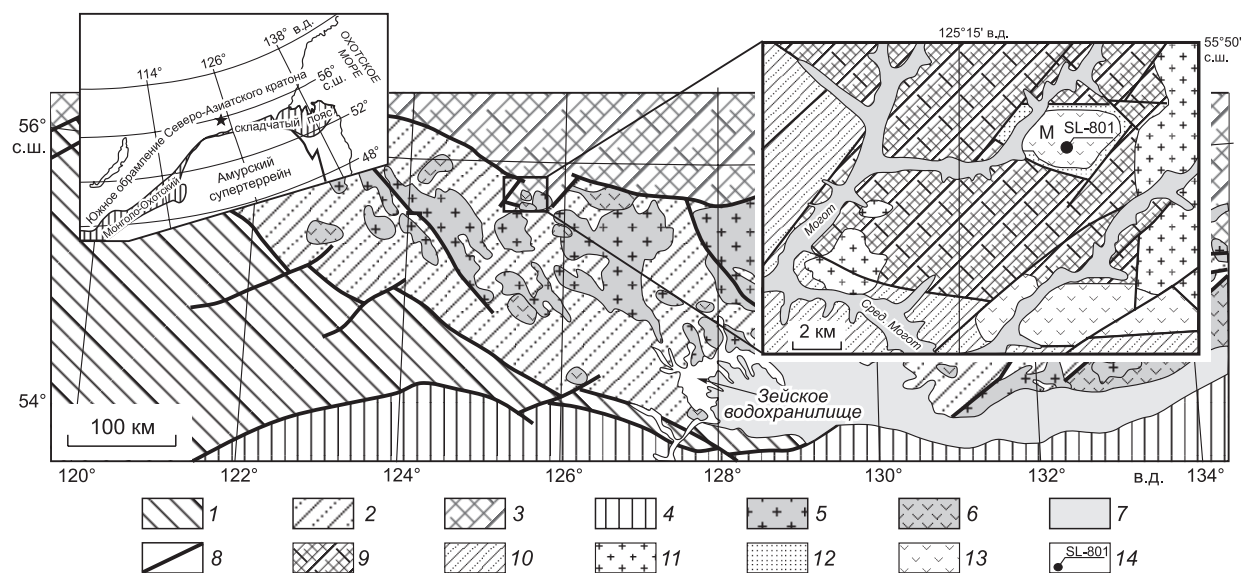 114°
126°
138° в.д.
ОХОТСКОЕ
МОРЕ
56°
с.ш.
52°
48°
Южное обрамление Северо-Азиатского кратона
Монголо-Охотский складчатый пояс
Амурский
супертеррейн
125°15' в.д.
55°50'
с.ш.
М SL-801
Могот
Сред. Могот
2 км
56°
с.ш.
54°
Зейское
водохранилище
100 км
120° 122° 124° 126° 128° 130° 132° в.д. 134°
1 2 3 4 5 6 7
8 9 10 11 12 13 SL-801 14